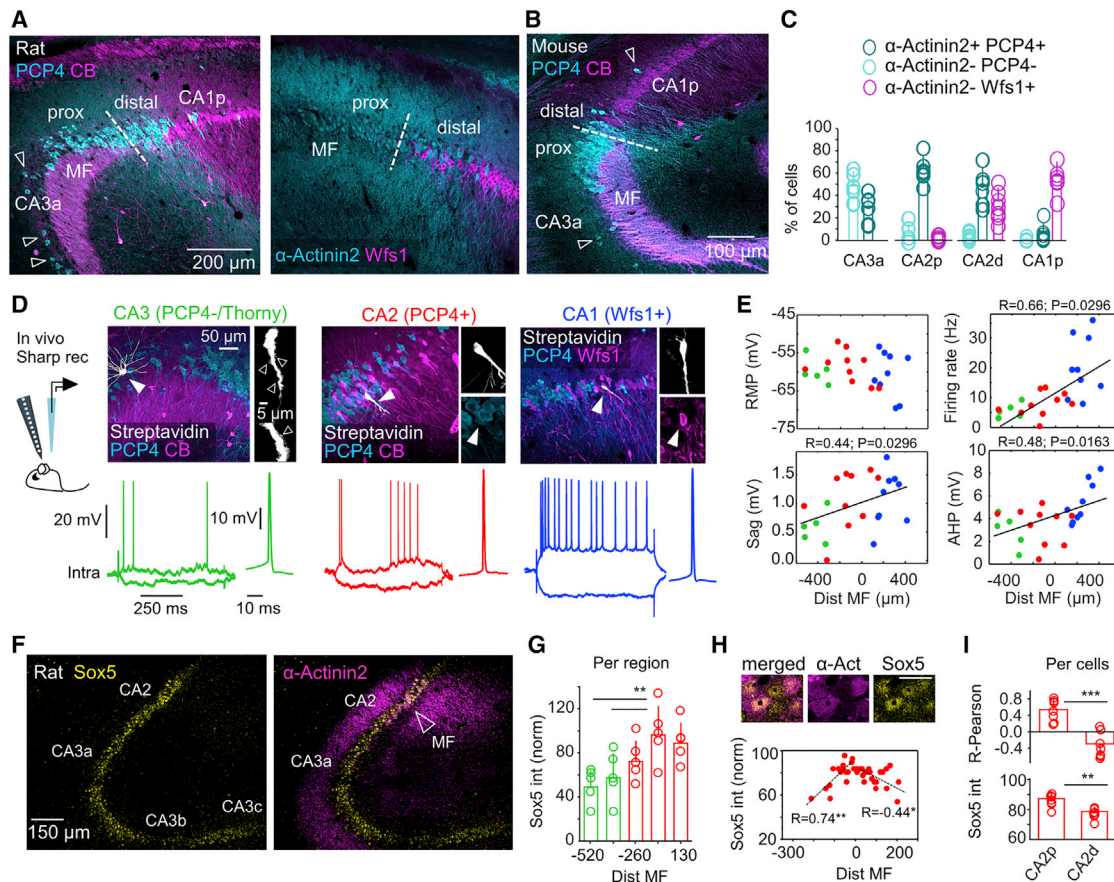 A
Rat
PCP4 CB
prox
distal
CA1p
MF
CA3a
200 μm
prox
distal
MF
α-Actinin2 Wfs1
B
Mouse
PCP4 CB
CA1p
distal
prox
MF
CA3a
100 μm
C
α-Actinin2+ PCP4+
α-Actinin2- PCP4-
α-Actinin2- Wfs1+
% of cells
100
80
60
40
20
0
CA3a CA2p CA2d CA1p
D
In vivo
Sharp rec
CA3 (PCP4-/Thorny)
50 μm
5 μm
Streptavidin
PCP4 CB
CA2 (PCP4+)
Streptavidin
PCP4 CB
CA1 (Wfs1+)
Streptavidin
PCP4 Wfs1
20 mV
10 mV
Intra
250 ms
10 ms
E
RMP (mV)
-45
-55
-65
-75
R=0.66; P=0.0296
Firing rate (Hz)
40
30
20
10
0
R=0.44; P=0.0296
Sag (mV)
1.5
1.0
0.5
0.0
-400 0 400
Dist MF (μm)
R=0.48; P=0.0163
AHP (mV)
10
8
6
4
2
0
-400 0 400
Dist MF (μm)
F
Rat Sox5
CA2
CA3a
CA3b
CA3c
150 μm
α-Actinin2
CA2
MF
CA3a
G
Per region
**
Sox5 int (norm)
120
80
40
0
-520 -260 130
Dist MF
H
merged α-Act Sox5
Sox5 int (norm)
100
80
60
40
20
R=0.74**
R=-0.44*
-300 0 200
Dist MF
I
Per cells
R-Pearson
0.8
0.4
-0.4
***
Sox5 int
100
80
60
**
CA2p CA2d